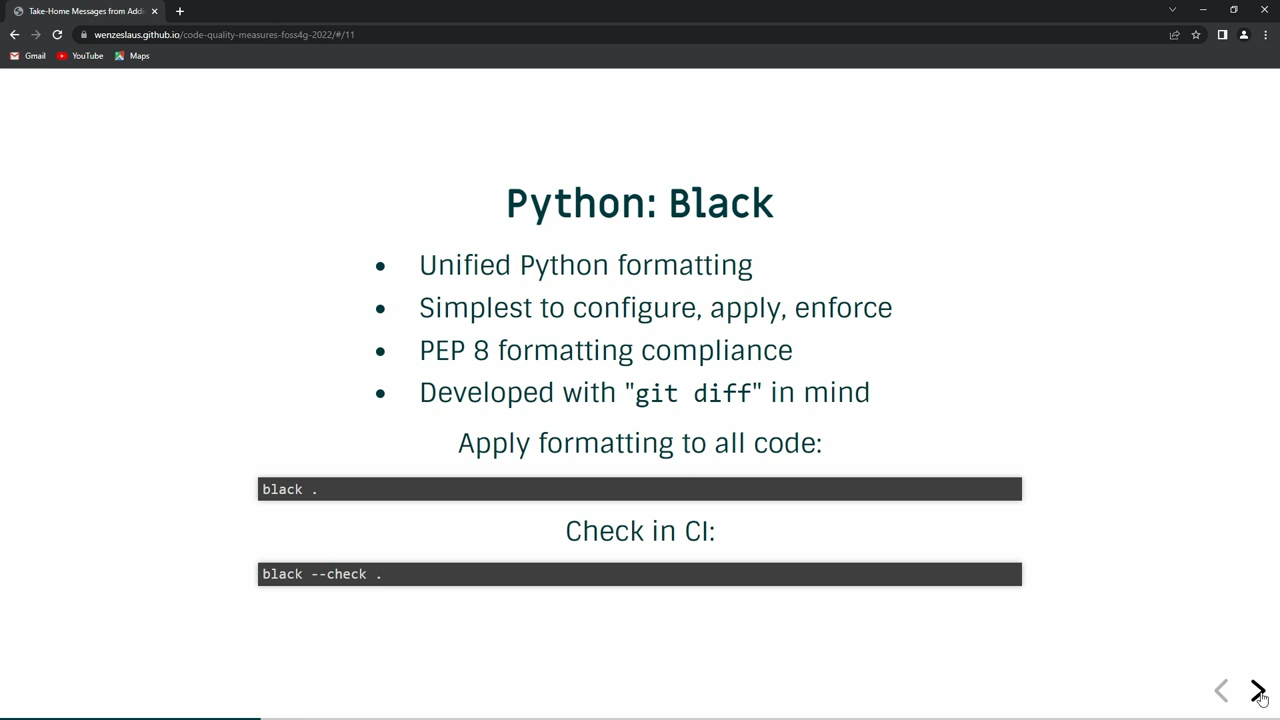 Take-Home Messages from Addi
wenzeslaus.github.io/code-quality-measures-foss4g-2022/#/11
Gmail YouTube Maps
Python: Black
• Unified Python formatting
• Simplest to configure, apply, enforce
• PEP 8 formatting compliance
• Developed with "git diff" in mind
Apply formatting to all code:
black .
Check in CI:
black --check .